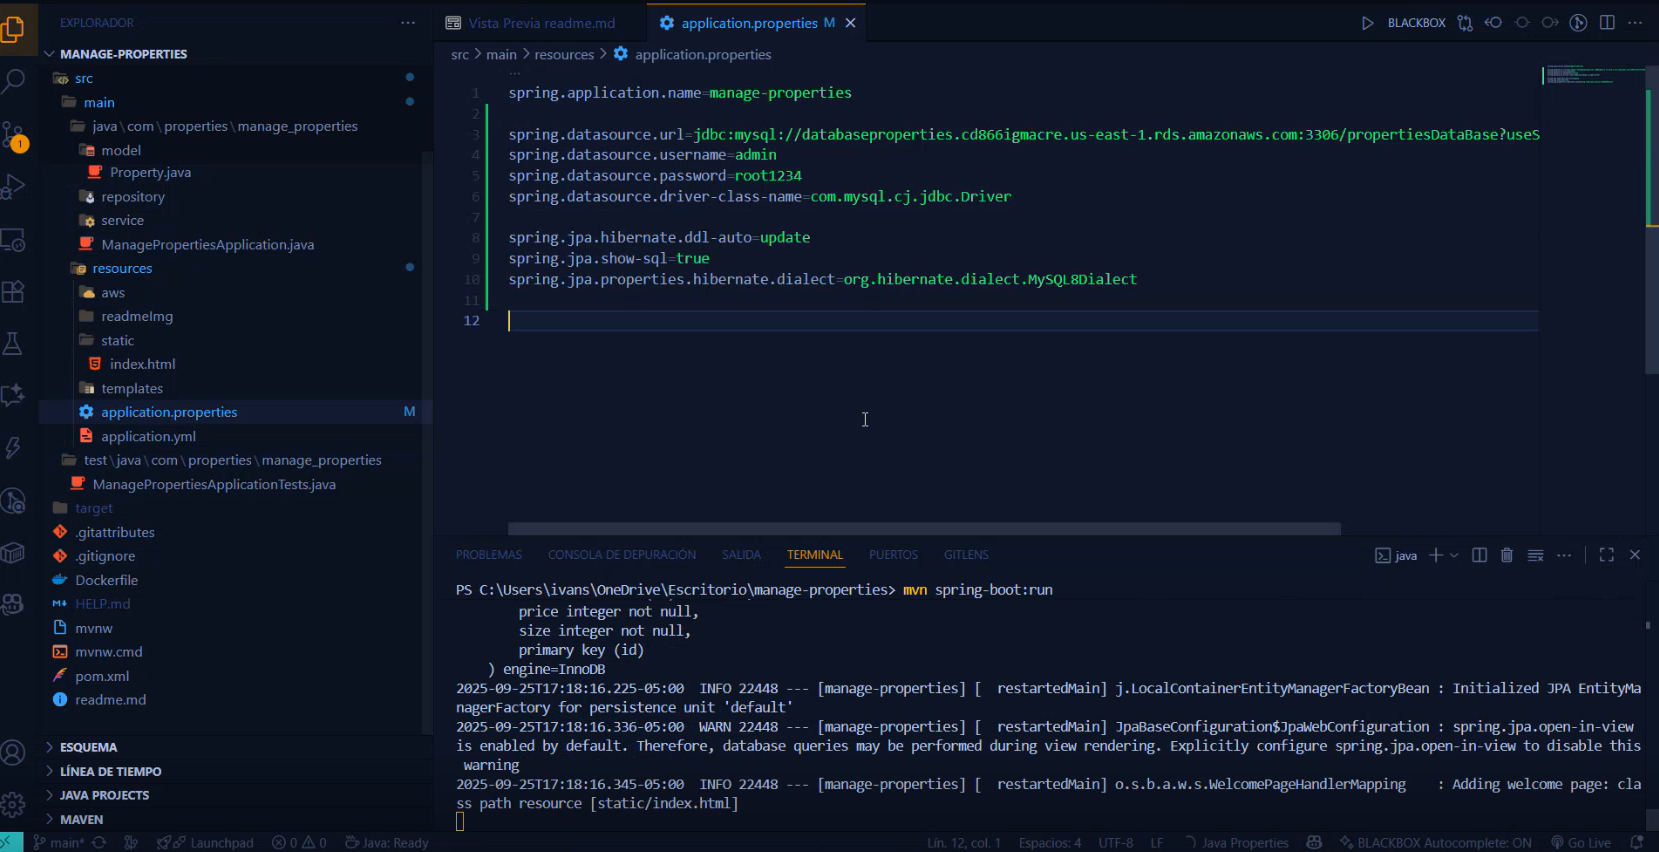 EXPLORADOR
MANAGE-PROPERTIES
src
main
java\com\properties\manage_properties
model
Property.java
repository
service
ManagePropertiesApplication.java
resources
aws
readmeImg
static
index.html
templates
application.properties M
application.yml
test\java\com\properties\manage_properties
ManagePropertiesApplicationTests.java
target
.gitattributes
.gitignore
Dockerfile
HELP.md
mvnw
mvnw.cmd
pom.xml
readme.md
ESQUEMA
LÍNEA DE TIEMPO
JAVA PROJECTS
MAVEN
1
Vista Previa readme.md
application.properties M
BLACKBOX
src > main > resources > application.properties
1 spring.application.name=manage-properties
2
3 spring.datasource.url=jdbc:mysql://databaseproperties.cd866igmacre.us-east-1.rds.amazonaws.com:3306/propertiesDataBase?useS
4 spring.datasource.username=admin
5 spring.datasource.password=root1234
6 spring.datasource.driver-class-name=com.mysql.cj.jdbc.Driver
7
8 spring.jpa.hibernate.ddl-auto=update
9 spring.jpa.show-sql=true
10 spring.jpa.properties.hibernate.dialect=org.hibernate.dialect.MySQL8Dialect
11
12
PROBLEMAS CONSOLA DE DEPURACIÓN SALIDA TERMINAL PUERTOS GITLENS
java
PS C:\Users\ivans\OneDrive\Escritorio\manage-properties> mvn spring-boot:run
price integer not null,
size integer not null,
primary key (id)
) engine=InnoDB
2025-09-25T17:18:16.225-05:00 INFO 22448 --- [manage-properties] [ restartedMain] j.LocalContainerEntityManagerFactoryBean : Initialized JPA EntityMa
nagerFactory for persistence unit 'default'
2025-09-25T17:18:16.336-05:00 WARN 22448 --- [manage-properties] [ restartedMain] JpaBaseConfiguration$JpaWebConfiguration : spring.jpa.open-in-view
is enabled by default. Therefore, database queries may be performed during view rendering. Explicitly configure spring.jpa.open-in-view to disable this
warning
2025-09-25T17:18:16.345-05:00 INFO 22448 --- [manage-properties] [ restartedMain] o.s.b.a.w.s.WelcomePageHandlerMapping : Adding welcome page: cla
ss path resource [static/index.html]
main* Launchpad 0 0 Java: Ready Lín. 12, col. 1 Espacios: 4 UTF-8 LF Java Properties BLACKBOX Autocomplete: ON Go Live